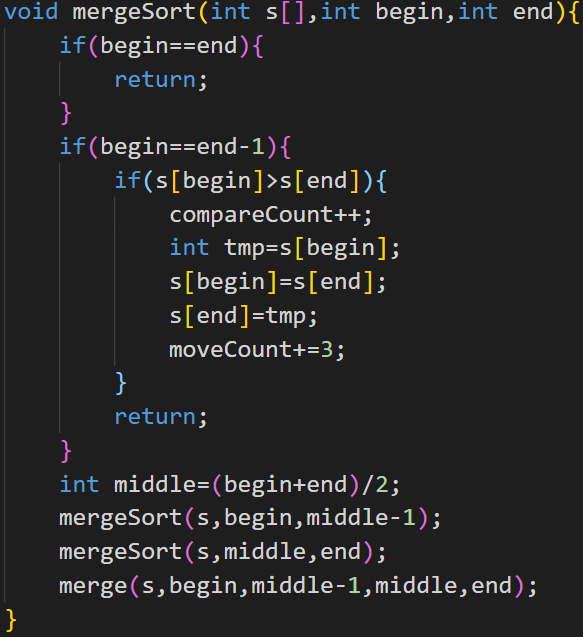 void mergeSort(int s[],int begin,int end){
    if(begin==end){
        return;
    }
    if(begin==end-1){
        if(s[begin]>s[end]){
            compareCount++;
            int tmp=s[begin];
            s[begin]=s[end];
            s[end]=tmp;
            moveCount+=3;
        }
        return;
    }
    int middle=(begin+end)/2;
    mergeSort(s,begin,middle-1);
    mergeSort(s,middle,end);
    merge(s,begin,middle-1,middle,end);
}